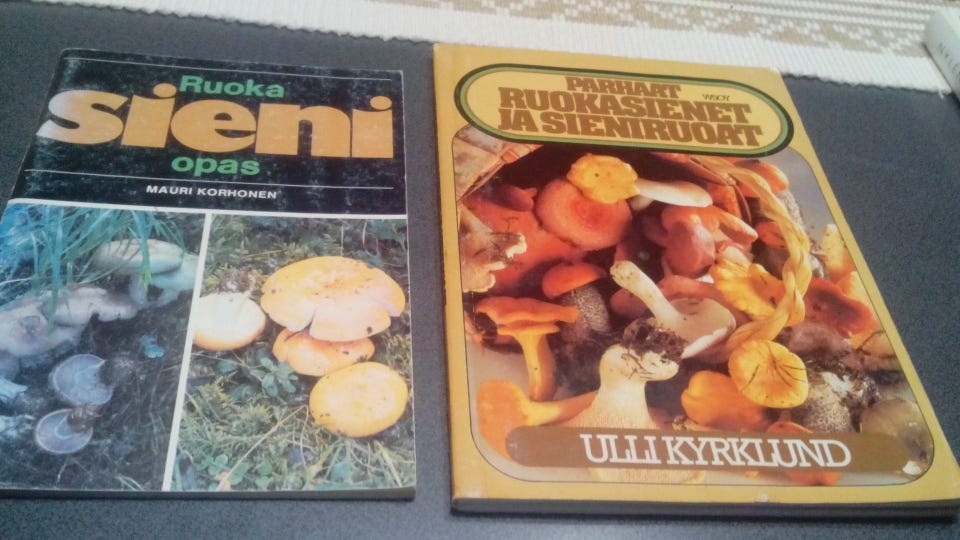 Ruoka
sieni
opas
MAURI KORHONEN
PARHAAT
WSOY
RUOKASIENET
JA SIENIRUOAT
ULLI KYRKLUND